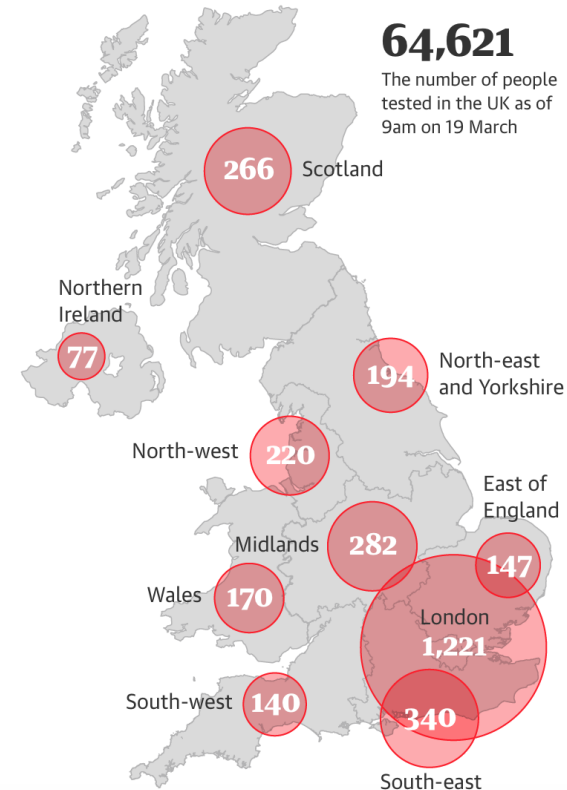 64,621
The number of people
tested in the UK as of
9am on 19 March
266
Scotland
Northern
Ireland
77
194
North-east
and Yorkshire
North-west
220
East of
England
147
Midlands
282
Wales
170
London
1,221
South-west
140
340
South-east